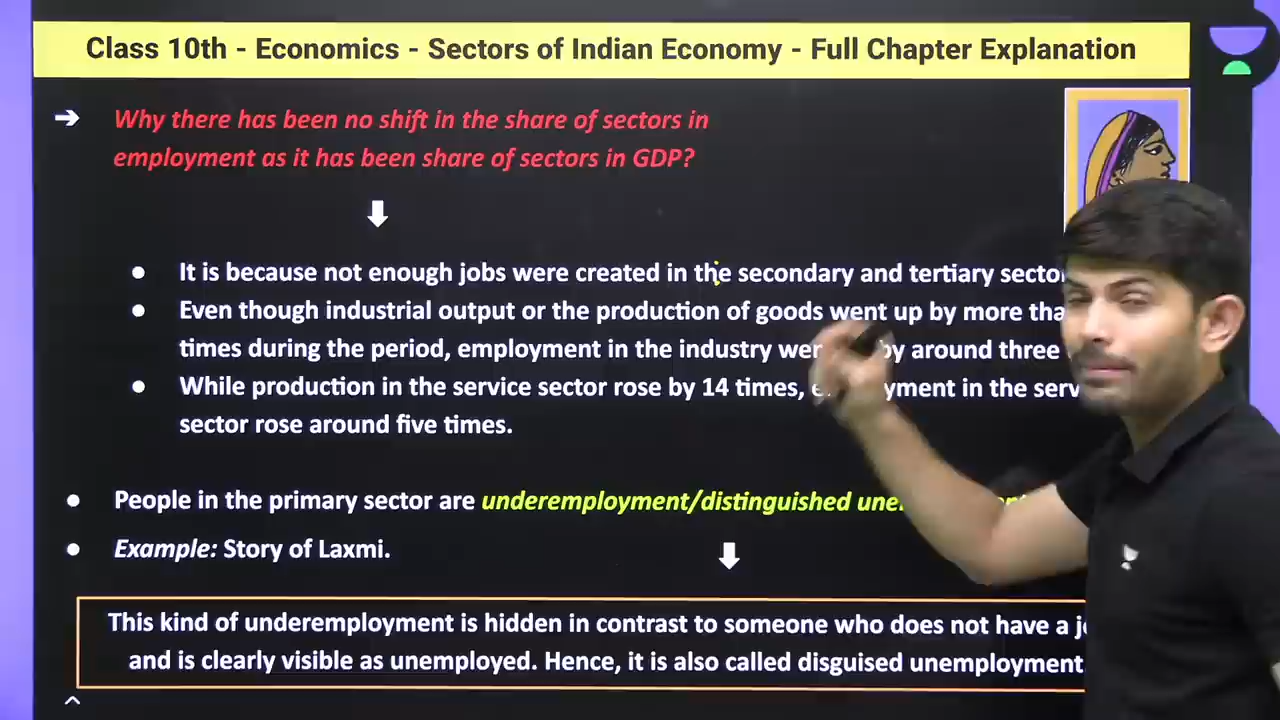 Class 10th - Economics - Sectors of Indian Economy - Full Chapter Explanation
Why there has been no shift in the share of sectors in
employment as it has been share of sectors in GDP?
It is because not enough jobs were created in the secondary and tertiary
Even though industrial output or the production of goods went up by more
times during the period, employment in the industry by around three
While production in the service sector rose by 14 times, in the
sector rose around five times.
People in the primary sector are underemployment/distinguished
Example: Story of Laxmi.
This kind of underemployment is hidden in contrast to someone who does not have a
and is clearly visible as unemployed. Hence, it is also called disguised unemployment